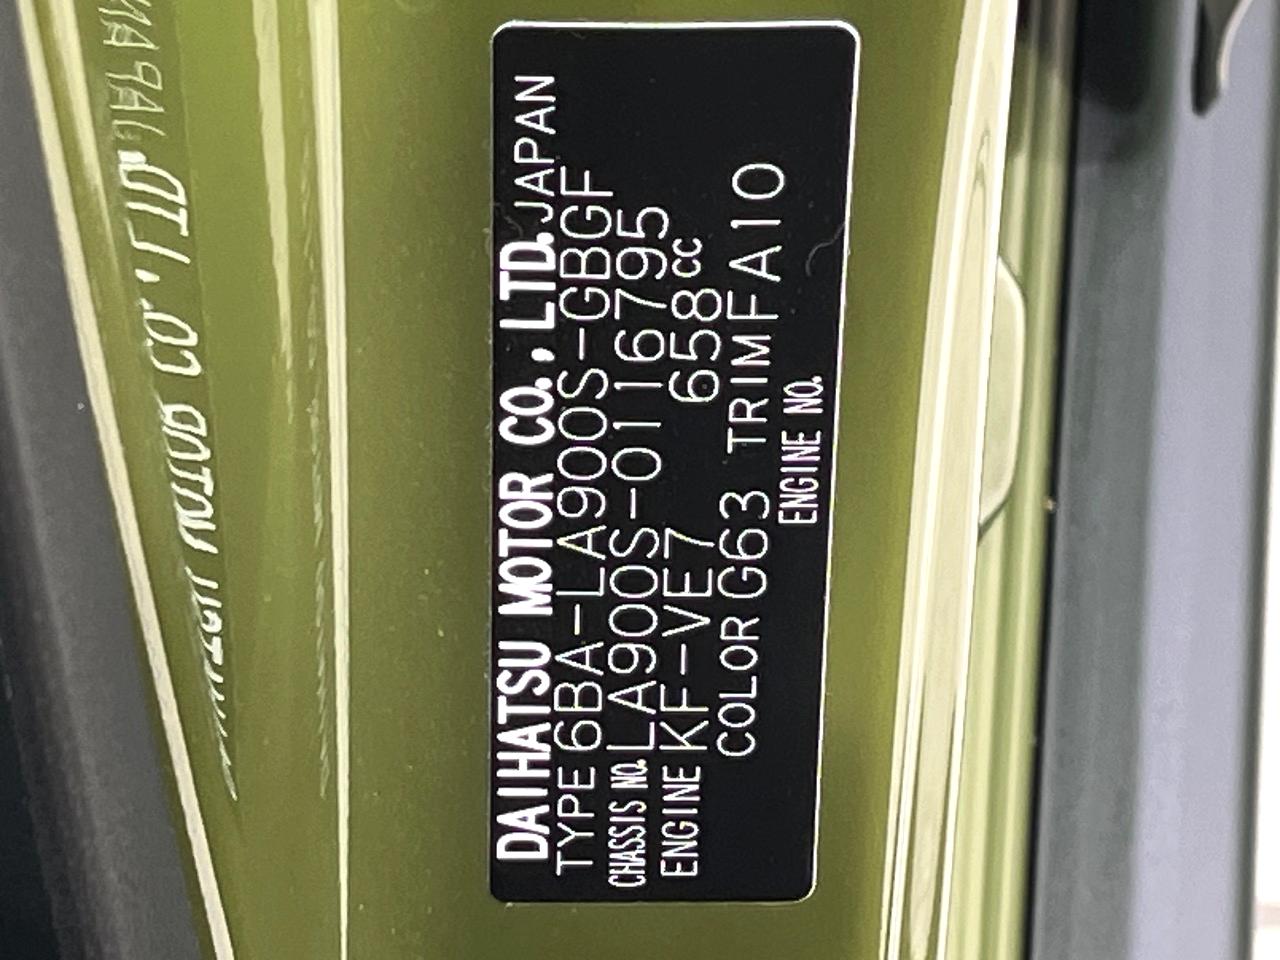 DAIHATSU MOTOR CO., LTD. JAPAN
TYPE 6BA-LA900S-GBGF
CHASSIS NO. LA900S-0116795
ENGINE KF-VE7 658cc
COLOR G63 TRIM FA10
ENGINE NO.